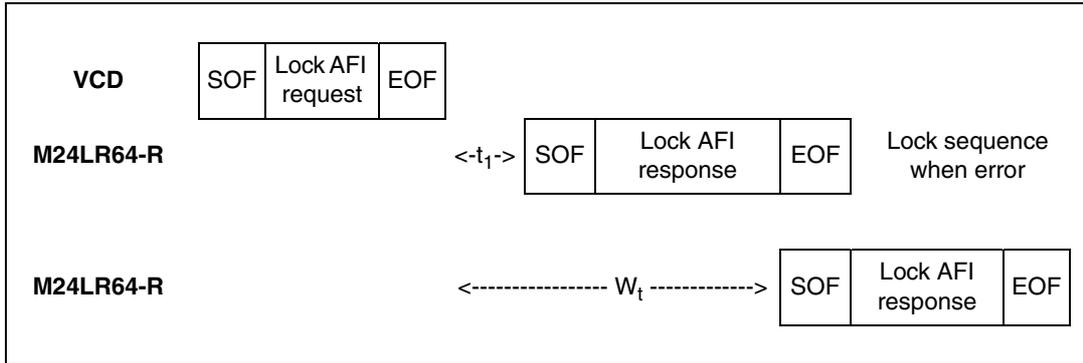 VCD
SOF
Lock AFI
request
EOF
M24LR64-R
<-t₁->
SOF
Lock AFI
response
EOF
Lock sequence
when error
M24LR64-R
<----------------- Wₜ ------------->
SOF
Lock AFI
response
EOF